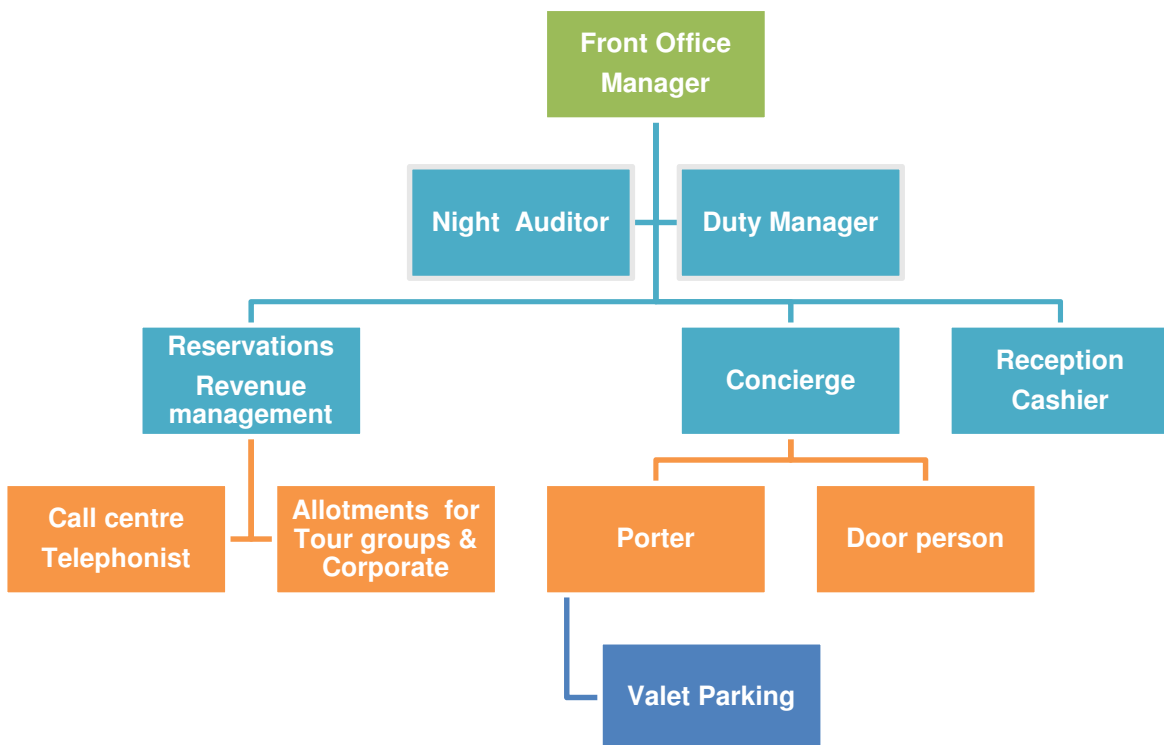 Front Office
Manager
Night  Auditor
Duty Manager
Reservations
Revenue
management
Concierge
Reception
Cashier
Call centre
Telephonist
Allotments  for
Tour groups &
Corporate
Porter
Door person
Valet Parking